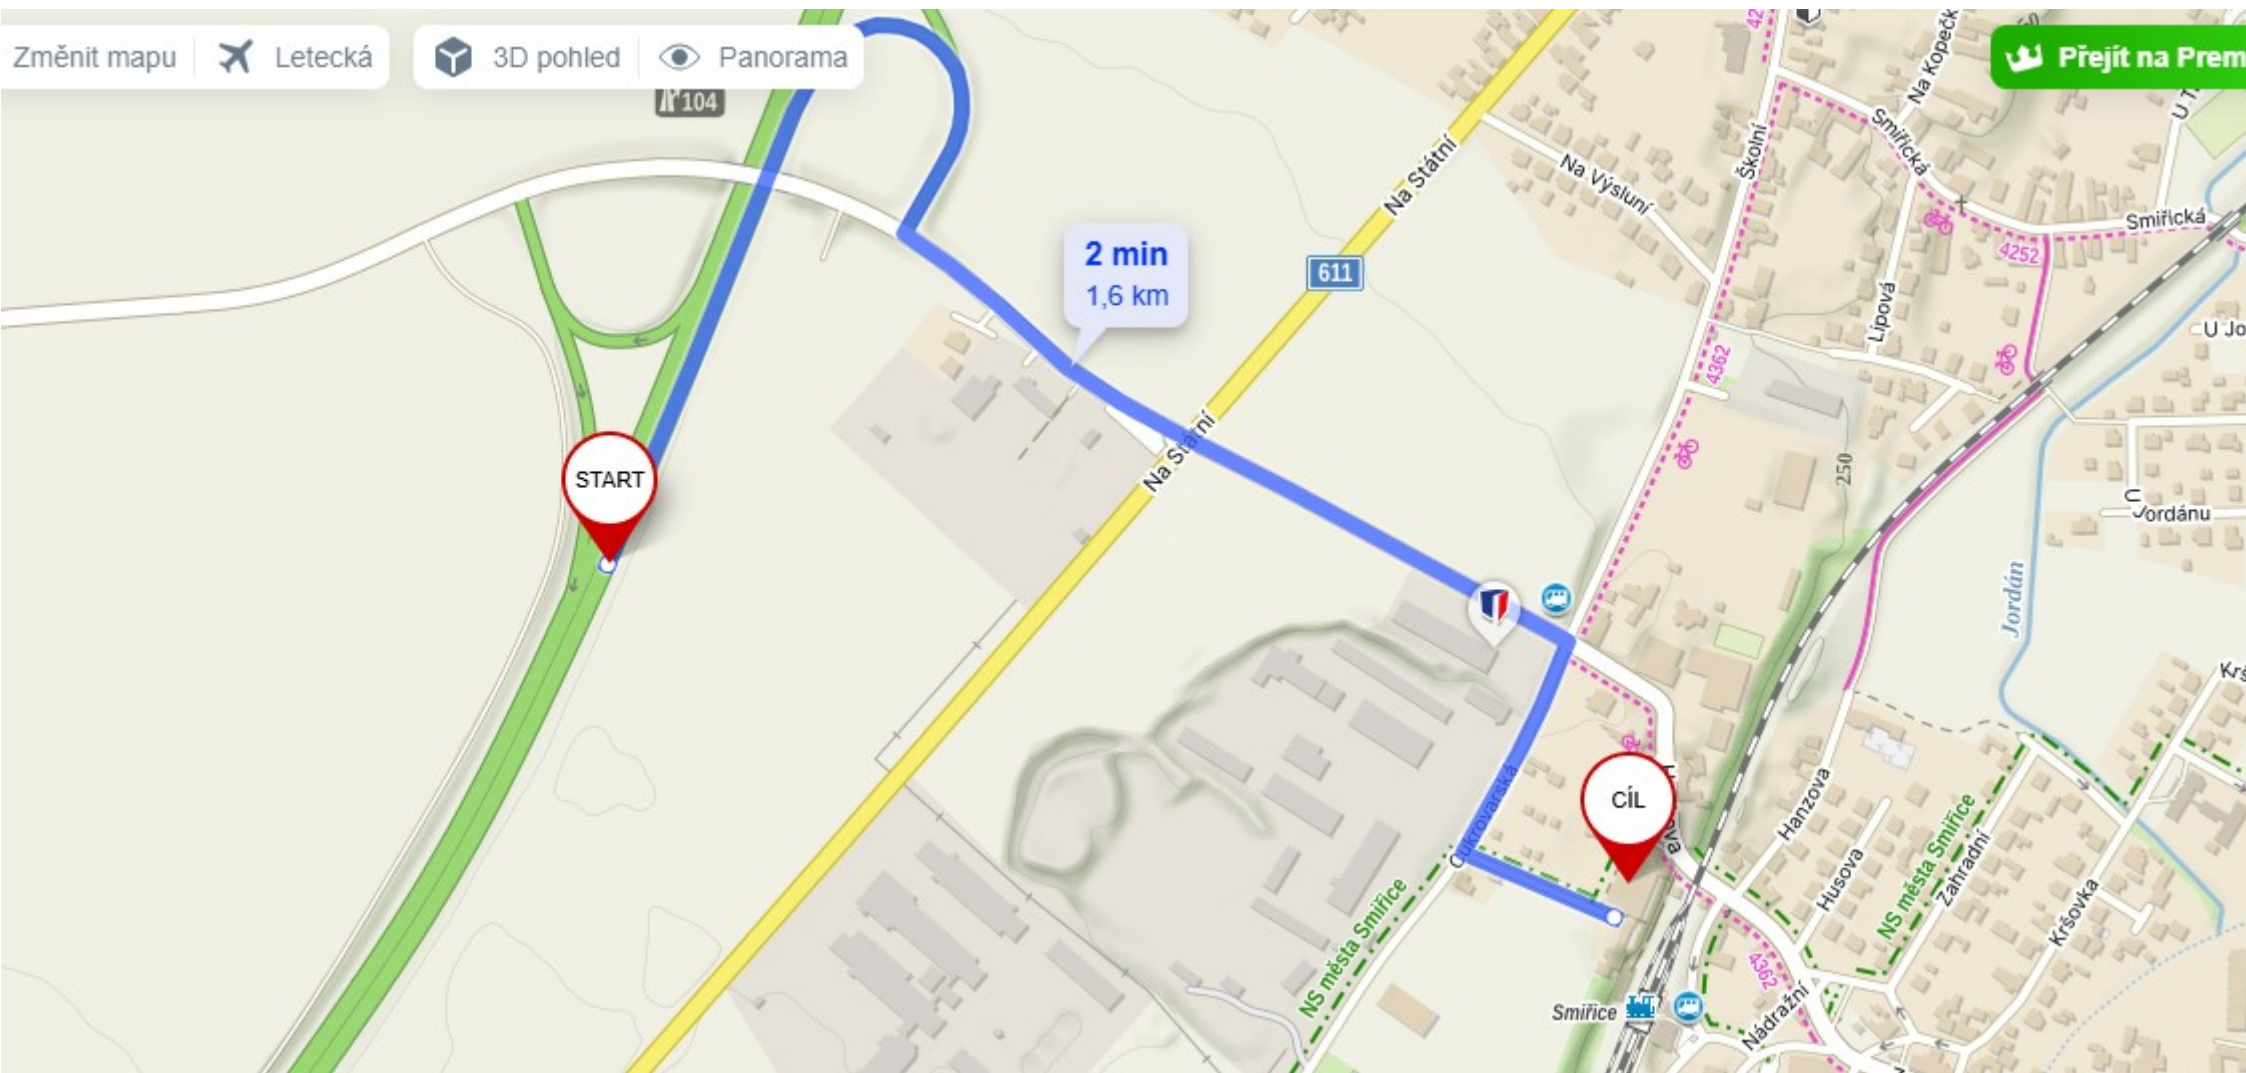 Změnit mapu
Letecká
3D pohled
Panorama
Přejít na Prem
104
START
2 min
1,6 km
611
Na Státní
Na Státní
Na Výsluní
Školní
Smiřická
Na Kopečk
Smiřická
4252
Lipová
4362
250
U Jo
U Jordánu
Jordán
Cukrovarská
CÍL
Hanzova
Husova
Zahradní
Kršovka
NS města Smiřice
NS města Smiřice
4362
Nádražní
Smiřice